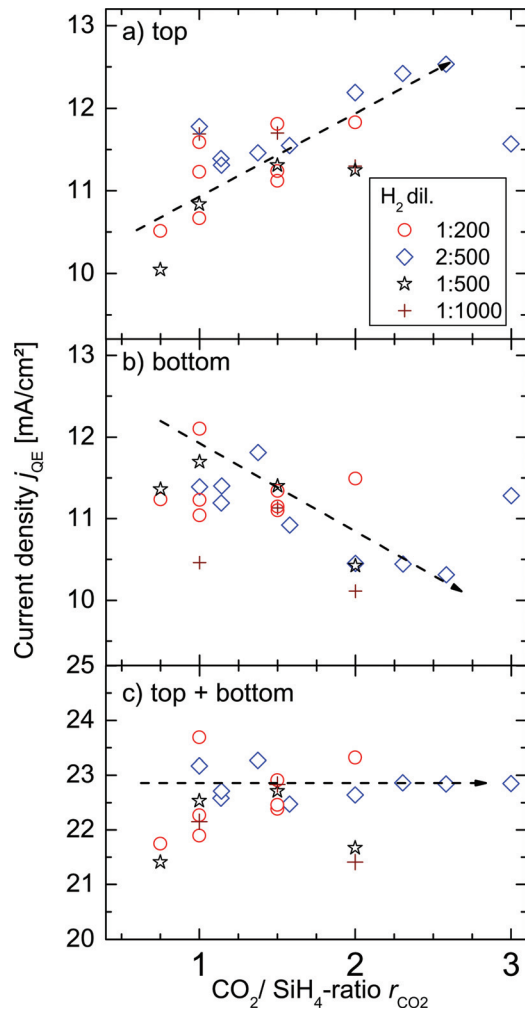 a) top
13
12
11
10
H₂ dil.
1:200
2:500
1:500
1:1000
b) bottom
13
12
11
10
25
c) top + bottom
24
23
22
21
20
Current density j_QE [mA/cm²]
1 2 3
CO₂/ SiH₄-ratio r_CO2